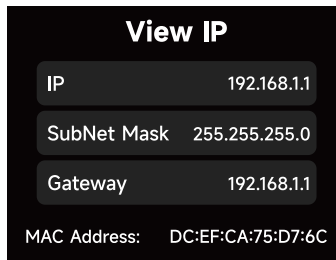 View IP
IP 192.168.1.1
SubNet Mask 255.255.255.0
Gateway 192.168.1.1
MAC Address: DC:EF:CA:75:D7:6C